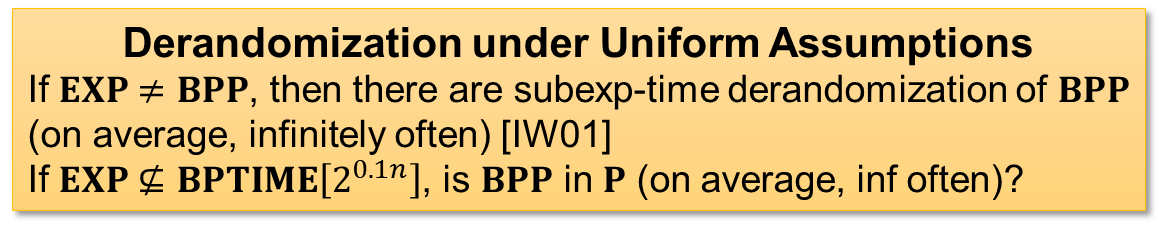 Derandomization under Uniform Assumptions
If EXP ≠ BPP, then there are subexp-time derandomization of BPP
(on average, infinitely often) [IW01]
If EXP ⊈ BPTIME[2^{0.1n}], is BPP in P (on average, inf often)?